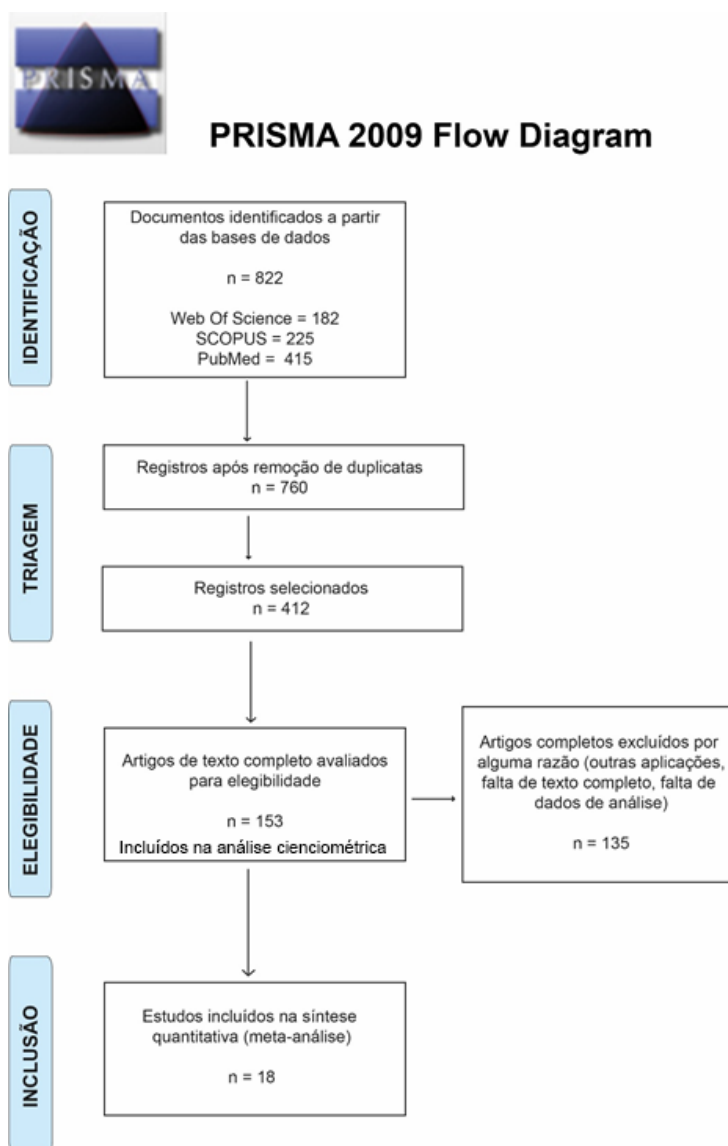 PRISMA
PRISMA 2009 Flow Diagram
IDENTIFICAÇÃO
Documentos identificados a partir
das bases de dados
n = 822
Web Of Science = 182
SCOPUS = 225
PubMed = 415
TRIAGEM
Registros após remoção de duplicatas
n = 760
Registros selecionados
n = 412
ELEGIBILIDADE
Artigos de texto completo avaliados
para elegibilidade
n = 153
Incluídos na análise cienciométrica
Artigos completos excluídos por
alguma razão (outras aplicações,
falta de texto completo, falta de
dados de análise)
n = 135
INCLUSÃO
Estudos incluídos na síntese
quantitativa (meta-análise)
n = 18